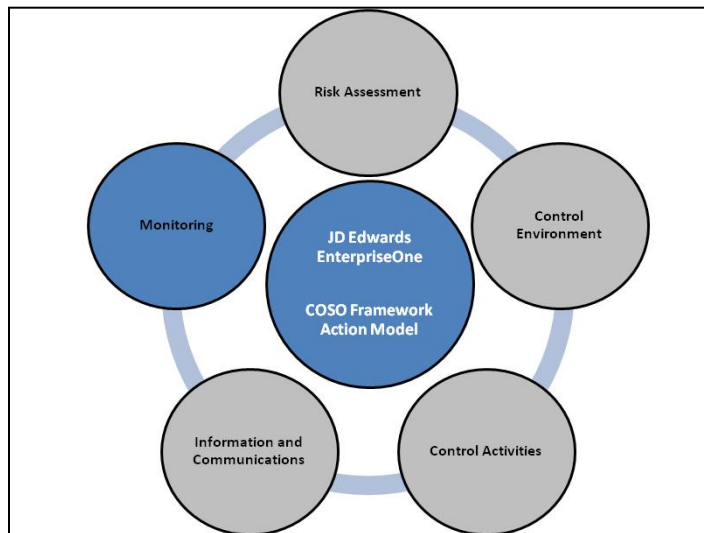 Risk Assessment
Monitoring
Control
Environment
JD Edwards
EnterpriseOne
COSO Framework
Action Model
Information and
Communications
Control Activities